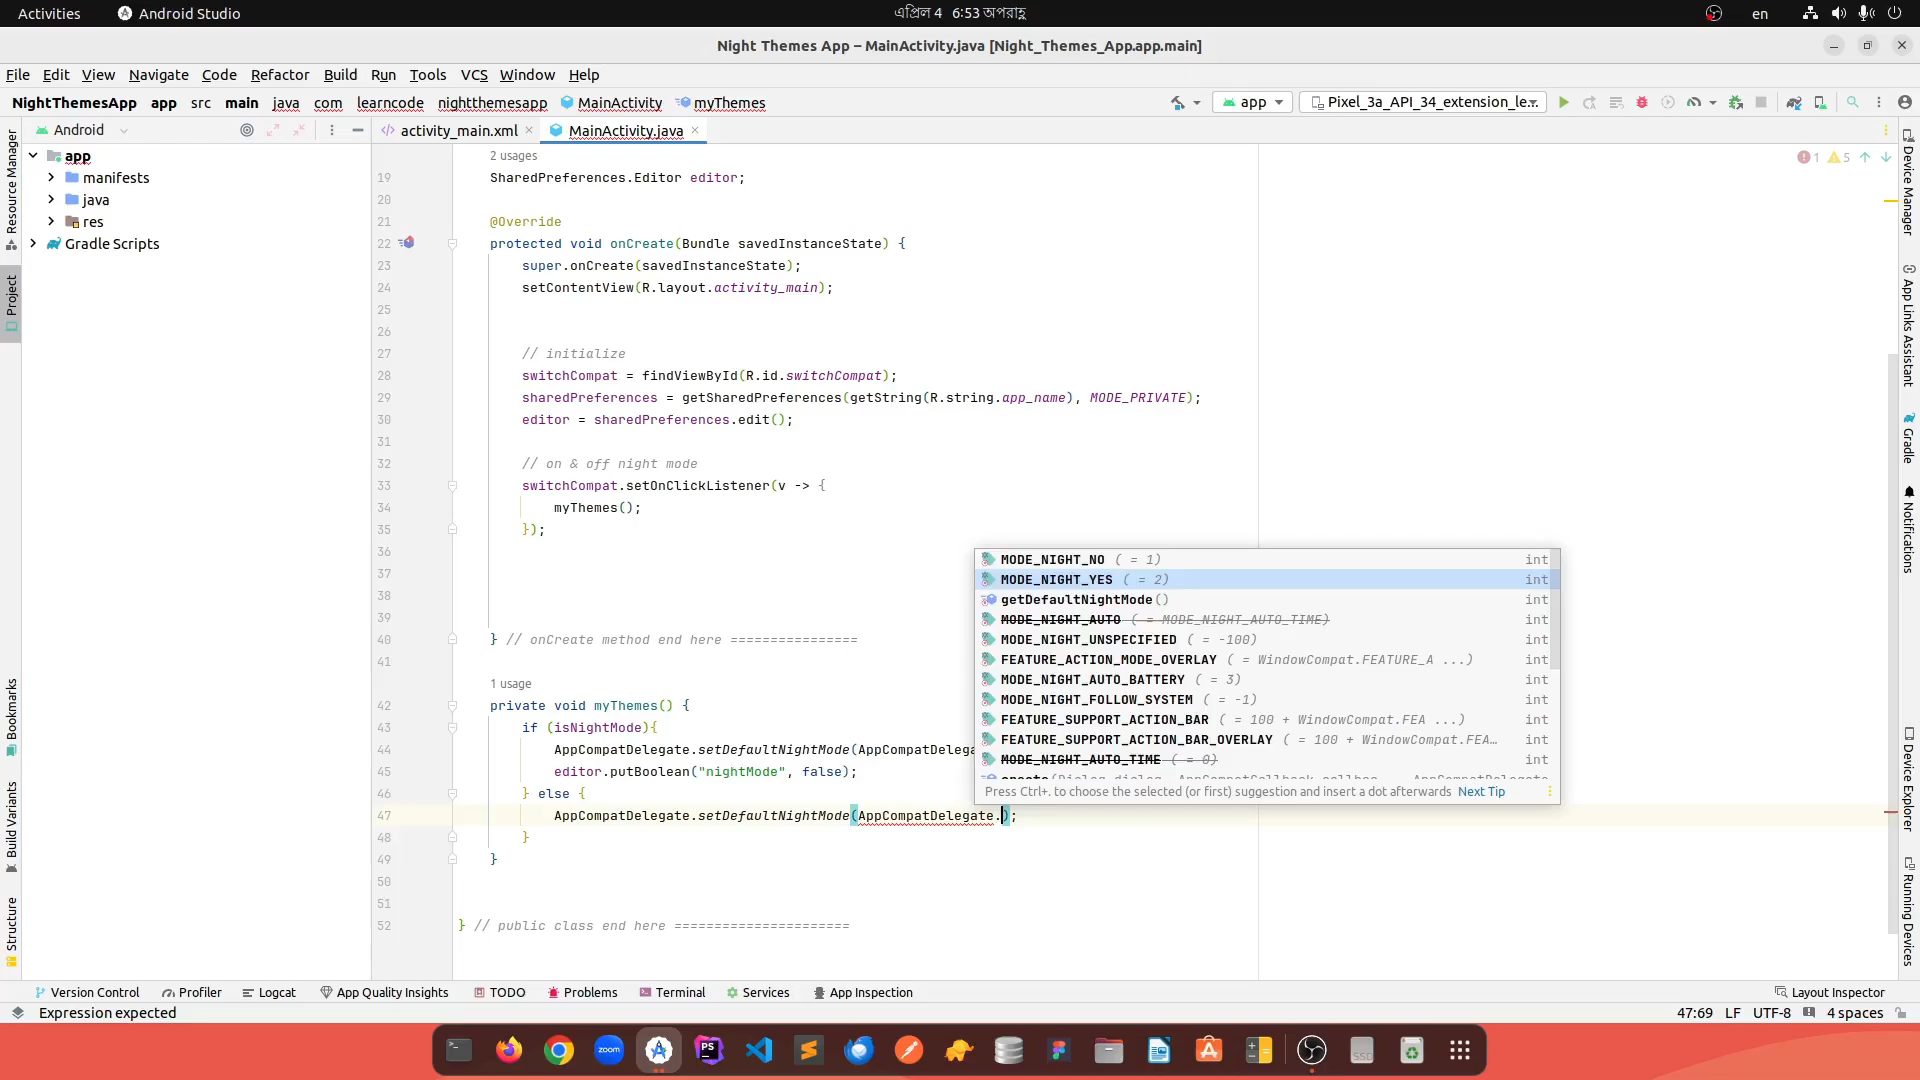 Activities
Android Studio
এপ্রিল 4 6:53 অপরাহ্ণ
en
Night Themes App – MainActivity.java [Night_Themes_App.app.main]
File Edit View Navigate Code Refactor Build Run Tools VCS Window Help
NightThemesApp app src main java com learncode nightthemesapp MainActivity myThemes
app
Pixel_3a_API_34_extension_le...
Android
activity_main.xml
MainActivity.java
app
manifests
java
res
Gradle Scripts
Resource Manager
Project
Bookmarks
Build Variants
Structure
1 5
2 usages
19 SharedPreferences.Editor editor;
20
21 @Override
22 protected void onCreate(Bundle savedInstanceState) {
23 super.onCreate(savedInstanceState);
24 setContentView(R.layout.activity_main);
25
26
27 // initialize
28 switchCompat = findViewById(R.id.switchCompat);
29 sharedPreferences = getSharedPreferences(getString(R.string.app_name), MODE_PRIVATE);
30 editor = sharedPreferences.edit();
31
32 // on & off night mode
33 switchCompat.setOnClickListener(v -> {
34 myThemes();
35 });
36
37
38
39
40 } // onCreate method end here ================
41
1 usage
42 private void myThemes() {
43 if (isNightMode){
44 AppCompatDelegate.setDefaultNightMode(AppCompatDelega
45 editor.putBoolean("nightMode", false);
46 } else {
47 AppCompatDelegate.setDefaultNightMode(AppCompatDelegate.);
48 }
49 }
50
51
52 } // public class end here ======================
MODE_NIGHT_NO ( = 1) int
MODE_NIGHT_YES ( = 2) int
getDefaultNightMode() int
MODE_NIGHT_AUTO ( = MODE_NIGHT_AUTO_TIME) int
MODE_NIGHT_UNSPECIFIED ( = -100) int
FEATURE_ACTION_MODE_OVERLAY ( = WindowCompat.FEATURE_A ...) int
MODE_NIGHT_AUTO_BATTERY ( = 3) int
MODE_NIGHT_FOLLOW_SYSTEM ( = -1) int
FEATURE_SUPPORT_ACTION_BAR ( = 100 + WindowCompat.FEA ...) int
FEATURE_SUPPORT_ACTION_BAR_OVERLAY ( = 100 + WindowCompat.FEA… int
MODE_NIGHT_AUTO_TIME ( = 0) int
Press Ctrl+. to choose the selected (or first) suggestion and insert a dot afterwards Next Tip
Device Manager
App Links Assistant
Gradle
Notifications
Device Explorer
Running Devices
Version Control Profiler Logcat App Quality Insights TODO Problems Terminal Services App Inspection Layout Inspector
Expression expected
47:69 LF UTF-8 4 spaces
zoom
PS
SSD